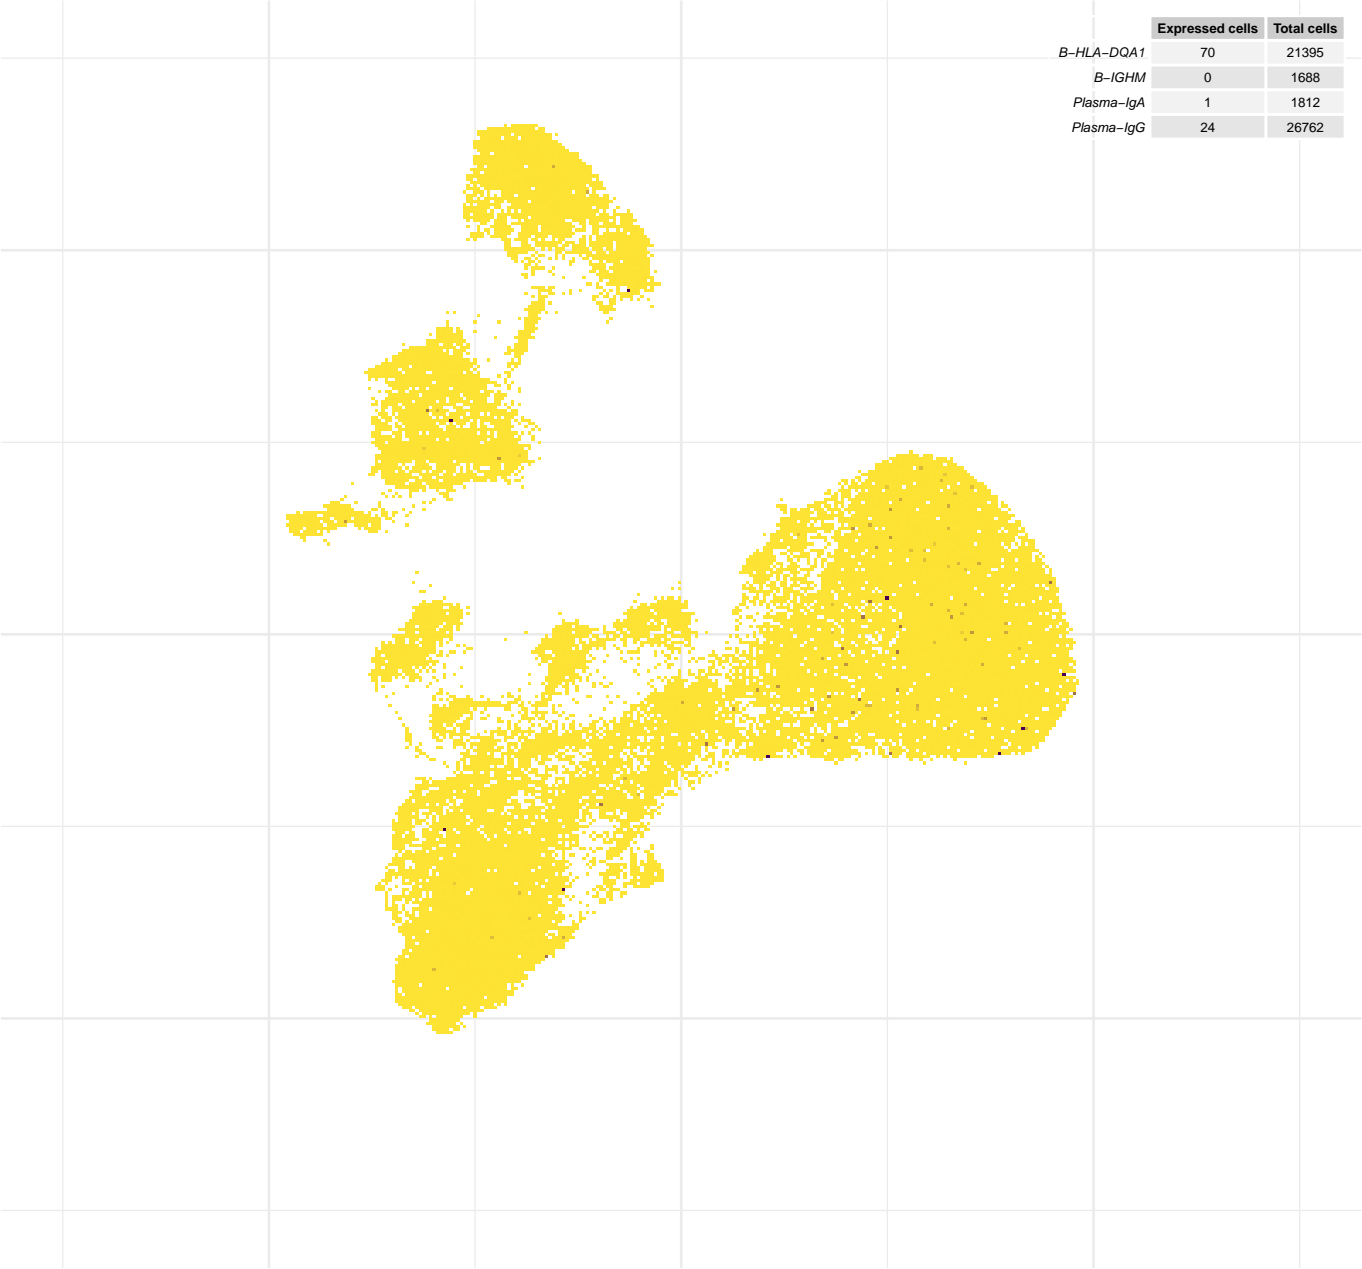 Expressed cells Total cells
B−HLA−DQA1 70 21395
B−IGHM 0 1688
Plasma−IgA 1 1812
Plasma−IgG 24 26762